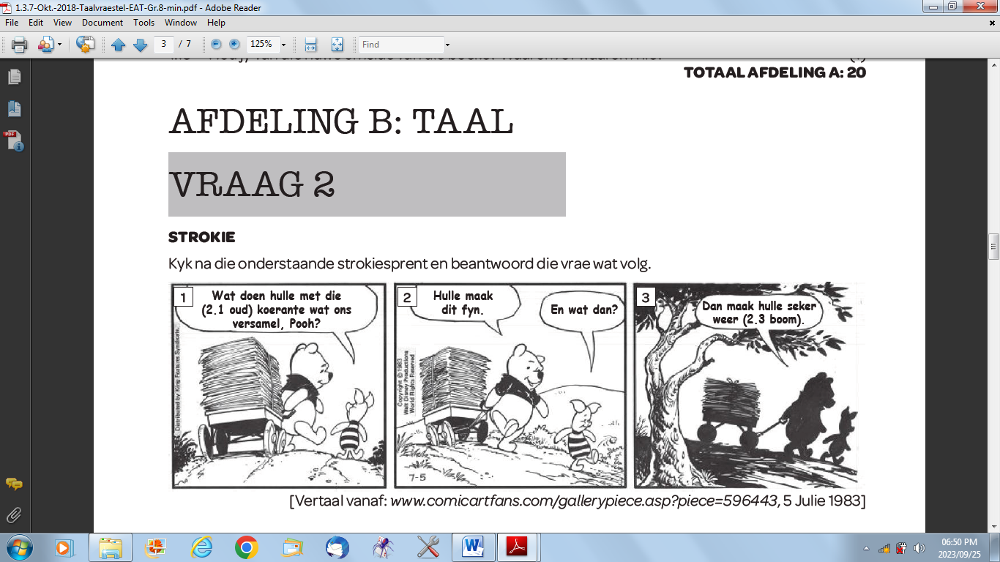 1.3.7-Okt.-2018-Taalvraestel-EAT-Gr.8-min.pdf - Adobe Reader
File Edit View Document Tools Window Help
3 / 7 125% Find
TOTAAL AFDELING A: 20
AFDELING B: TAAL
VRAAG 2
STROKIE
Kyk na die onderstaande strokiesprent en beantwoord die vrae wat volg.
1
Wat doen hulle met die
(2.1 oud) koerante wat ons
versamel, Pooh?
Distributed by King Features Syndicate.
2
Hulle maak
dit fyn.
En wat dan?
Copyright © 1983
Walt Disney Productions
World Rights Reserved
7-5
3
Dan maak hulle seker
weer (2.3 boom).
[Vertaal vanaf: www.comicartfans.com/gallerypiece.asp?piece=596443, 5 Julie 1983]
06:50 PM
2023/09/25